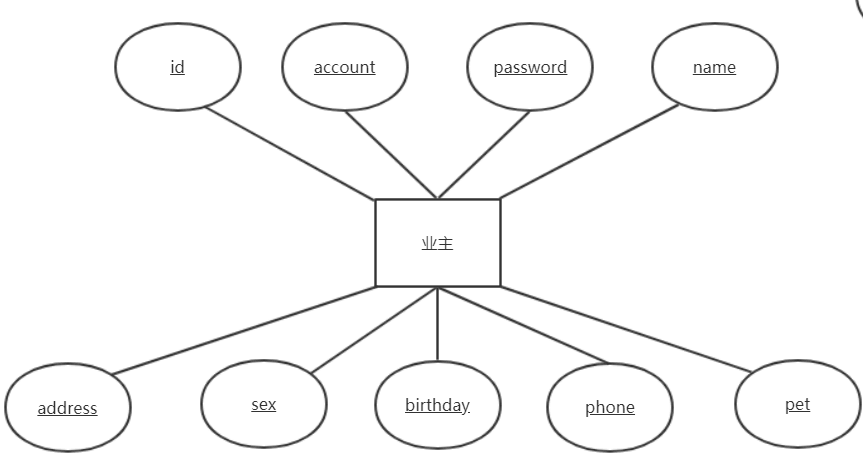 id
account
password
name
业主
address
sex
birthday
phone
pet